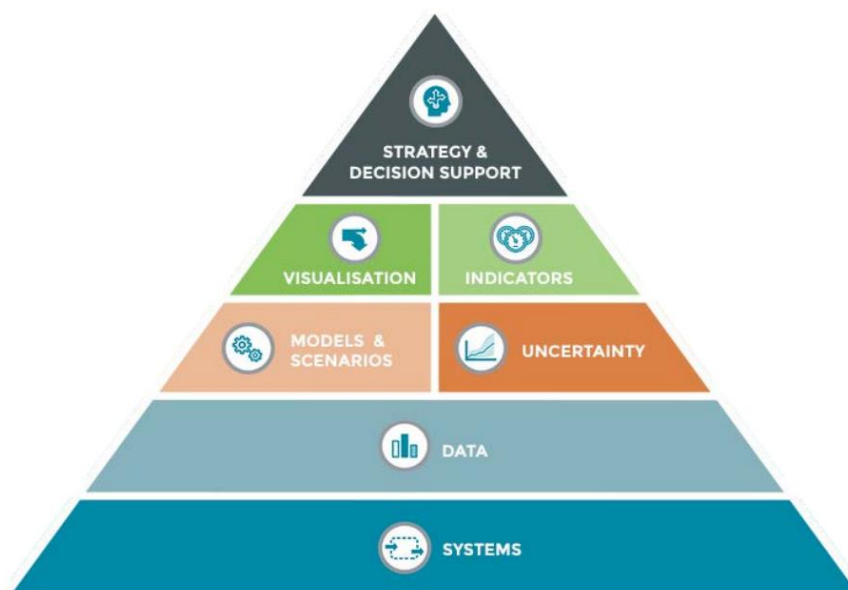 STRATEGY &
DECISION SUPPORT
VISUALISATION
INDICATORS
MODELS &
SCENARIOS
UNCERTAINTY
DATA
SYSTEMS